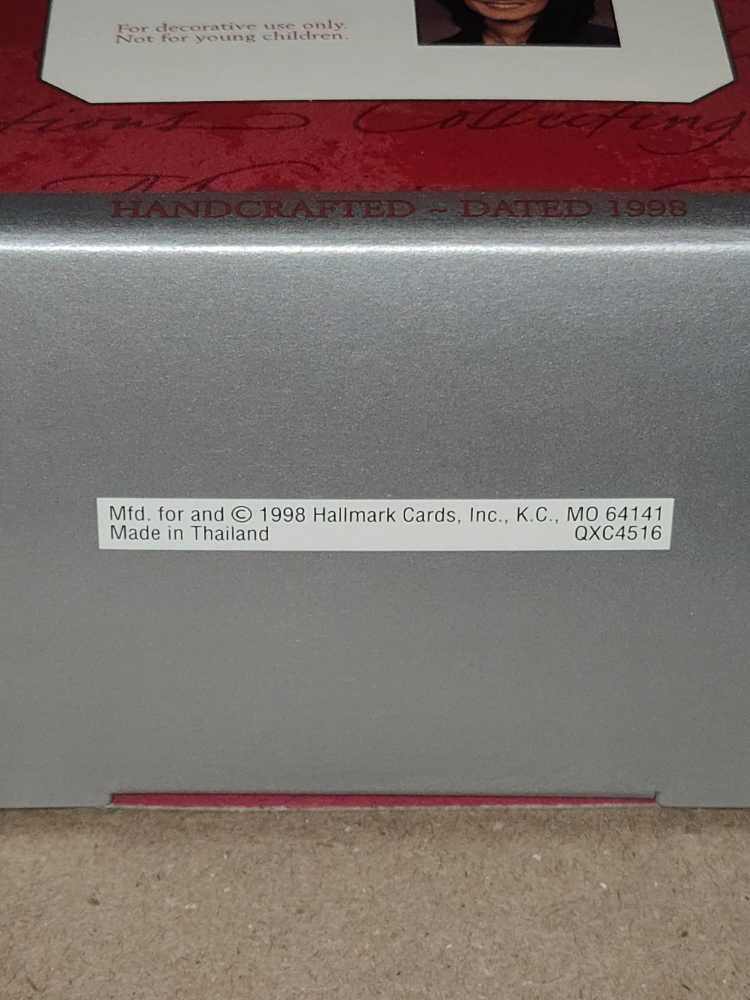 For decorative use only.
Not for young children.
Collecting
HANDCRAFTED ~ DATED 1998
Mfd. for and © 1998 Hallmark Cards, Inc., K.C., MO 64141
Made in Thailand QXC4516